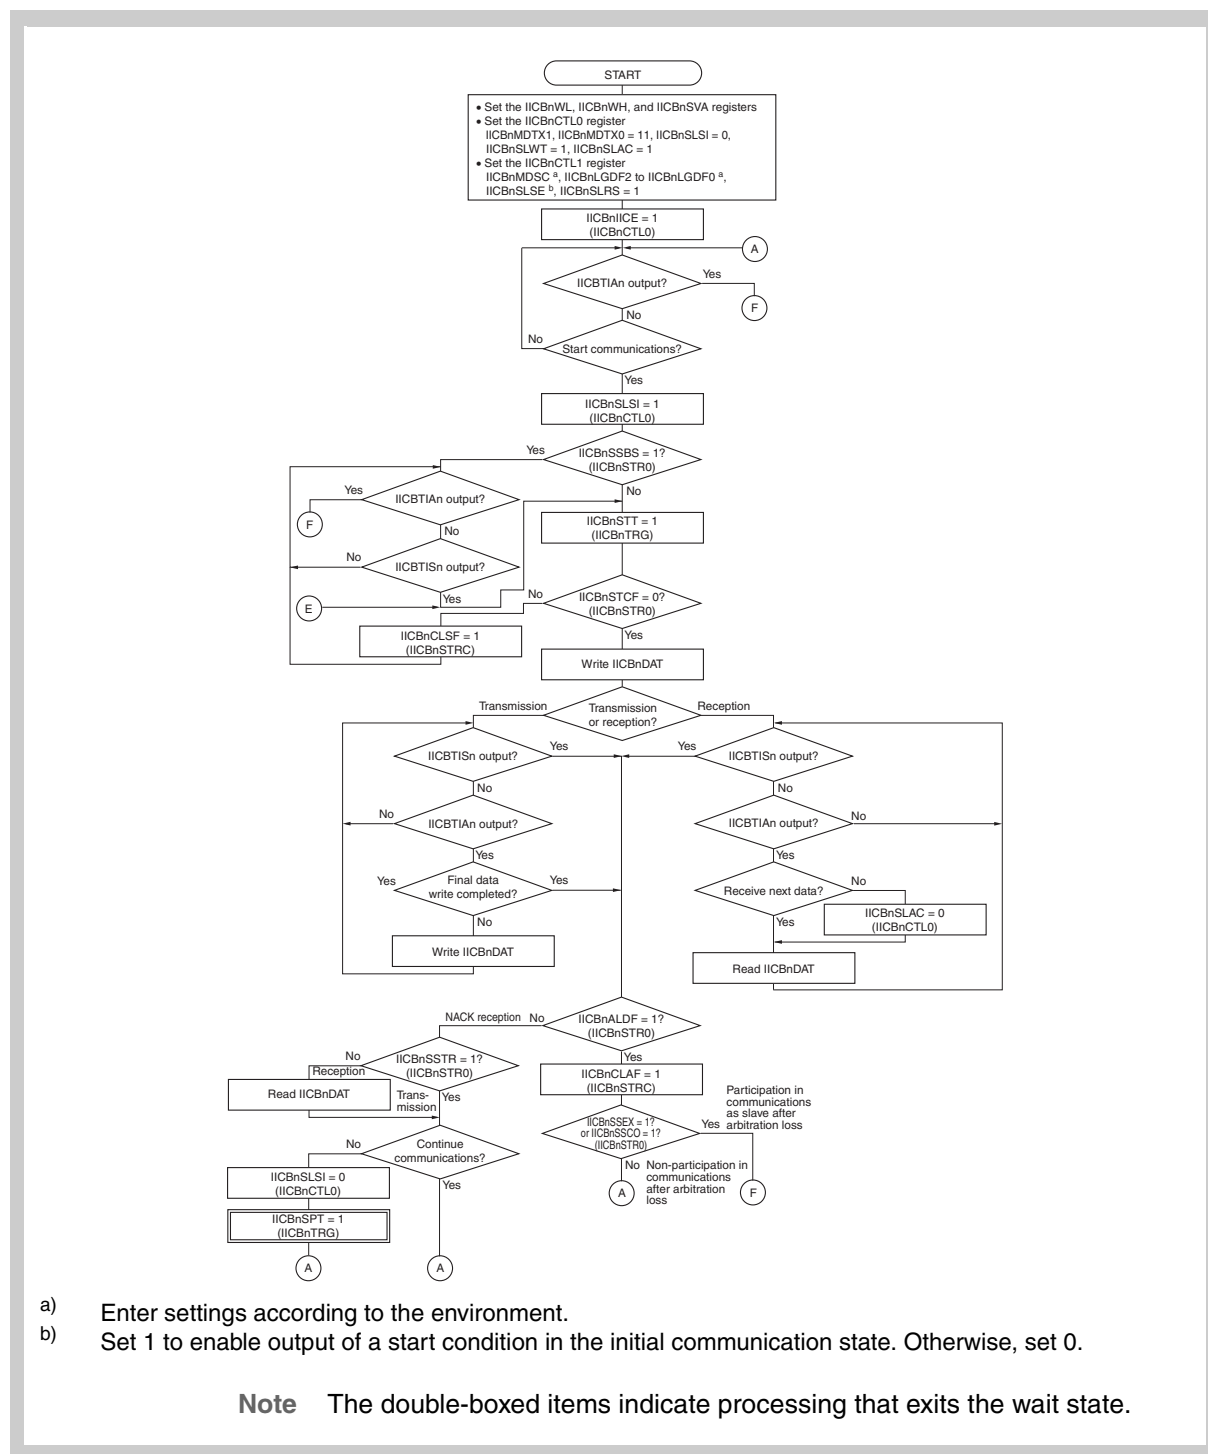 START
• Set the IICBnWL, IICBnWH, and IICBnSVA registers
• Set the IICBnCTL0 register
IICBnMDTX1, IICBnMDTX0 = 11, IICBnSLSI = 0,
IICBnSLWT = 1, IICBnSLAC = 1
• Set the IICBnCTL1 register
IICBnMDSC a, IICBnLGDF2 to IICBnLGDF0 a,
IICBnSLSE b, IICBnSLRS = 1
IICBnIICE = 1
(IICBnCTL0)
A
IICBTIAn output?
Yes
F
No
Start communications?
No
Yes
IICBnSLSI = 1
(IICBnCTL0)
IICBnSSBS = 1?
(IICBnSTR0)
Yes
No
IICBTIAn output?
Yes
F
No
IICBnSTT = 1
(IICBnTRG)
IICBTISn output?
No
Yes
E
IICBnSTCF = 0?
(IICBnSTR0)
No
Yes
IICBnCLSF = 1
(IICBnSTRC)
Write IICBnDAT
Transmission
or reception?
Transmission
Reception
IICBTISn output?
Yes
No
IICBTIAn output?
No
Yes
Final data
write completed?
Yes
Yes
No
Write IICBnDAT
Yes
IICBTISn output?
No
IICBTIAn output?
No
Yes
Receive next data?
No
Yes
IICBnSLAC = 0
(IICBnCTL0)
Read IICBnDAT
IICBnALDF = 1?
(IICBnSTR0)
NACK reception No
Yes
IICBnSSTR = 1?
(IICBnSTR0)
No
Reception
Read IICBnDAT
Trans-
mission
Yes
IICBnCLAF = 1
(IICBnSTRC)
Participation in
communications
as slave after
arbitration loss
IICBnSSEX = 1?
or IICBnSSCO = 1?
(IICBnSTR0)
Yes
No
Non-participation in
communications
after arbitration
loss
A
F
Continue
communications?
No
Yes
IICBnSLSI = 0
(IICBnCTL0)
IICBnSPT = 1
(IICBnTRG)
A
A
a) Enter settings according to the environment.
b) Set 1 to enable output of a start condition in the initial communication state. Otherwise, set 0.
Note The double-boxed items indicate processing that exits the wait state.